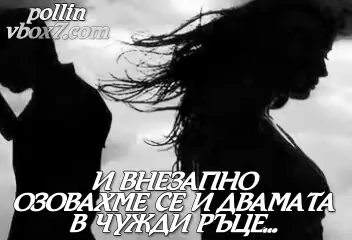 pollin
vbox7.com
И ВНЕЗАПНО
ОЗОВАХМЕ СЕ И ДВАМАТА
В ЧУЖДИ РЪЦЕ...